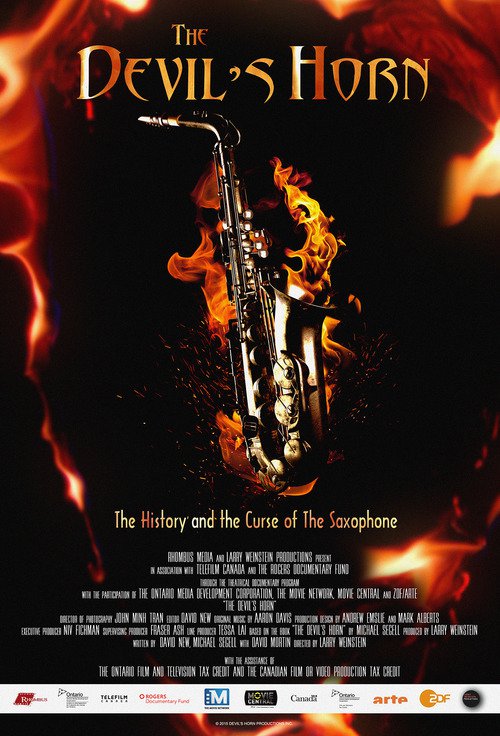 THE
DEVIL'S HORN
The History and the Curse of The Saxophone
RHOMBUS MEDIA AND LARRY WEINSTEIN PRODUCTIONS PRESENT
IN ASSOCIATION WITH TELEFILM CANADA AND THE ROGERS DOCUMENTARY FUND
THROUGH THE THEATRICAL DOCUMENTARY PROGRAM
WITH THE PARTICIPATION OF THE ONTARIO MEDIA DEVELOPMENT CORPORATION, THE MOVIE NETWORK, MOVIE CENTRAL AND ZDF/ARTE
"THE DEVIL'S HORN"
DIRECTOR OF PHOTOGRAPHY JOHN MINH TRAN EDITOR DAVID NEW ORIGINAL MUSIC BY AARON DAVIS PRODUCTION DESIGN BY ANDREW EMSLIE AND MARK ALBERTS
EXECUTIVE PRODUCER NIV FICHMAN SUPERVISING PRODUCER FRASER ASH LINE PRODUCER TESSA LAI BASED ON THE BOOK "THE DEVIL'S HORN" BY MICHAEL SEGELL PRODUCED BY LARRY WEINSTEIN
WRITTEN BY DAVID NEW, MICHAEL SEGELL WITH DAVID MORTIN DIRECTED BY LARRY WEINSTEIN
WITH THE ASSISTANCE OF
THE ONTARIO FILM AND TELEVISION TAX CREDIT AND THE CANADIAN FILM OR VIDEO PRODUCTION TAX CREDIT
RHOMBUS
Ontario
TELEFILM
CANADA
ROGERS
Documentary Fund
M
THE MOVIE NETWORK
MOVIE
CENTRAL
Canada
Ontario
arte
ZDF
© 2015 DEVIL'S HORN PRODUCTIONS INC.